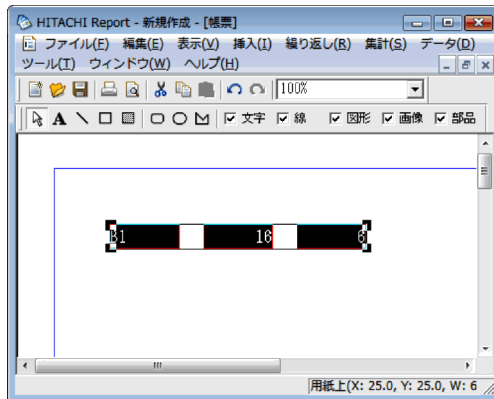 HITACHI Report - 新規作成 - [帳票]
ファイル(F) 編集(E) 表示(V) 挿入(I) 繰り返し(R) 集計(S) データ(D)
ツール(T) ウィンドウ(W) ヘルプ(H)
100%
A 文字 線 図形 画像 部品
31 16 6
用紙上(X: 25.0, Y: 25.0, W: 6